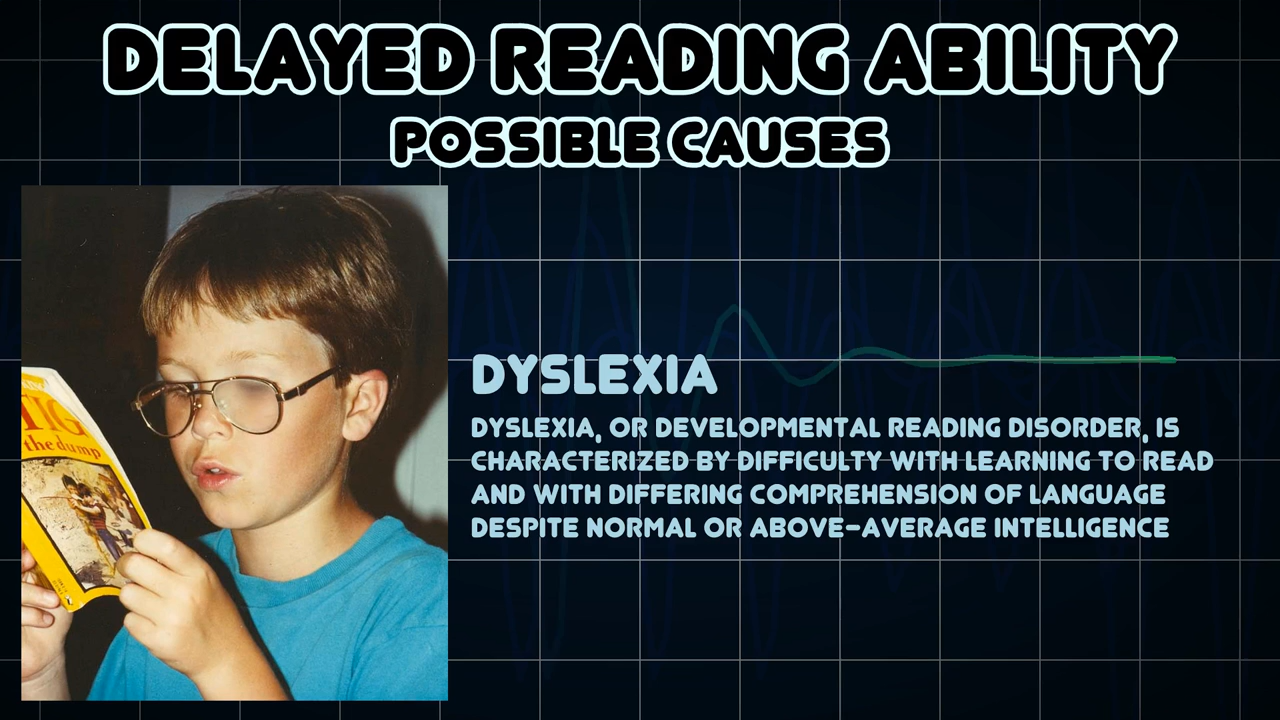 DELAYED READING ABILITY
POSSIBLE CAUSES
TIG
the dump
DYSLEXIA
DYSLEXIA, OR DEVELOPMENTAL READING DISORDER, IS
CHARACTERIZED BY DIFFICULTY WITH LEARNING TO READ
AND WITH DIFFERING COMPREHENSION OF LANGUAGE
DESPITE NORMAL OR ABOVE-AVERAGE INTELLIGENCE